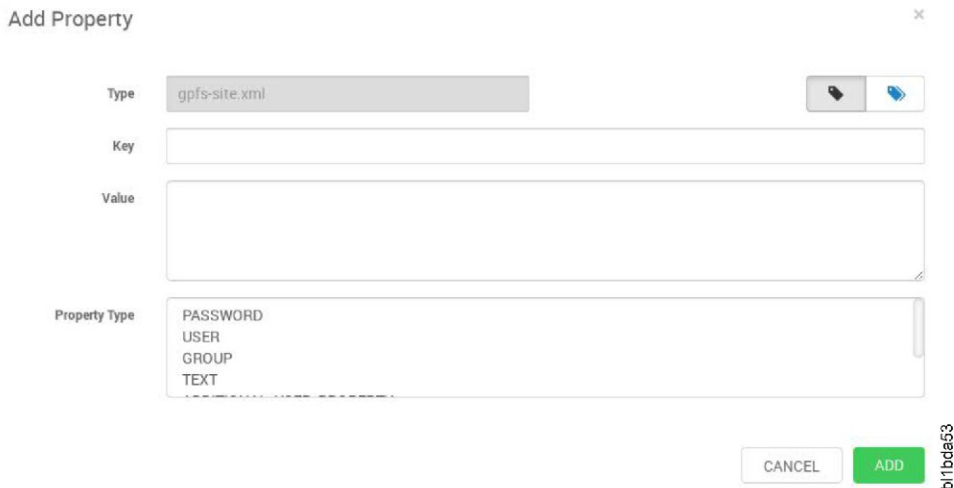 Add Property
×
Type
gpfs-site.xml
Key
Value
Property Type
PASSWORD
USER
GROUP
TEXT
CANCEL
ADD
bl1bda53